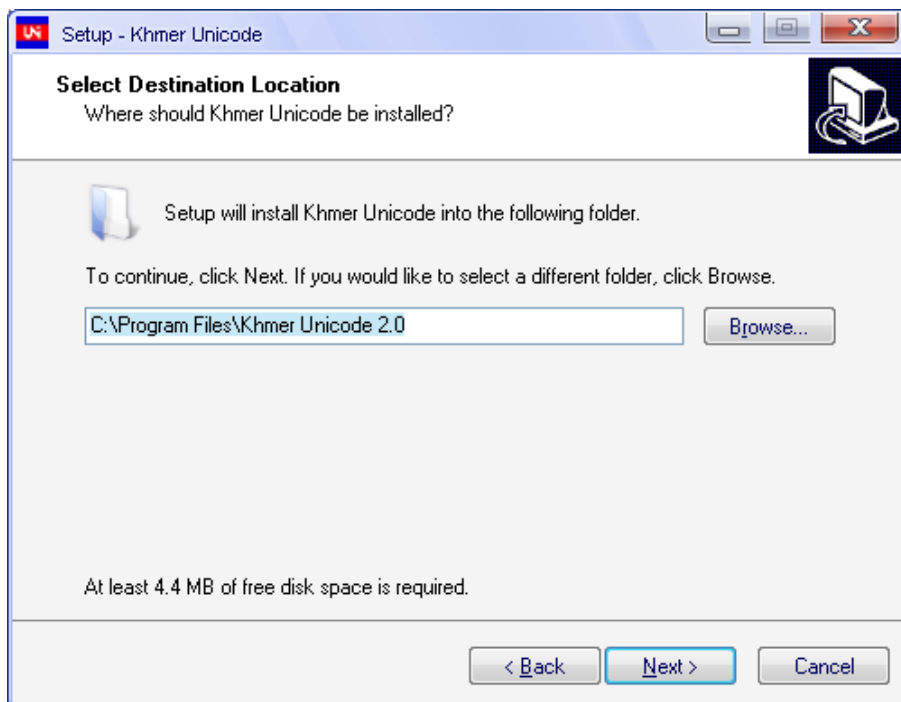 Setup - Khmer Unicode
Select Destination Location
Where should Khmer Unicode be installed?
Setup will install Khmer Unicode into the following folder.
To continue, click Next. If you would like to select a different folder, click Browse.
C:\Program Files\Khmer Unicode 2.0
Browse...
At least 4.4 MB of free disk space is required.
< Back
Next >
Cancel